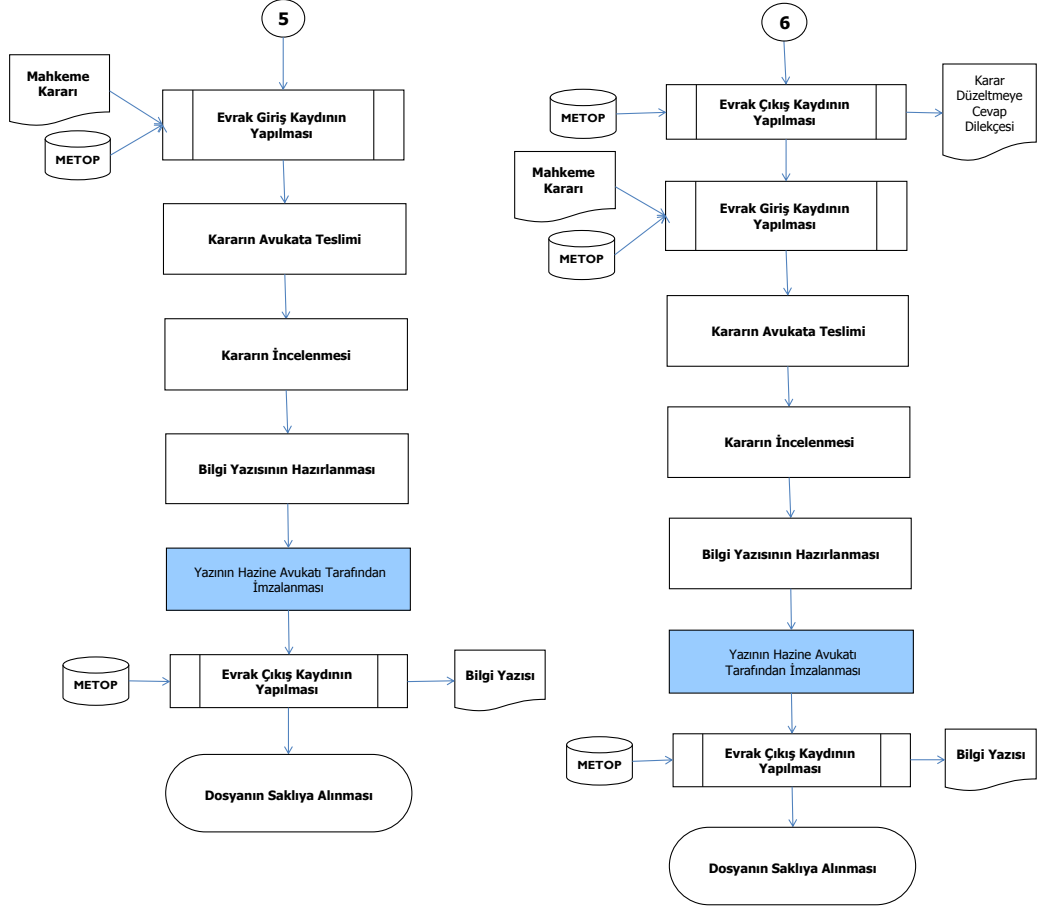 5
Mahkeme
Kararı
METOP
Evrak Giriş Kaydının
Yapılması
Kararın Avukata Teslimi
Kararın İncelenmesi
Bilgi Yazısının Hazırlanması
Yazının Hazine Avukatı Tarafından
İmzalanması
METOP
Evrak Çıkış Kaydının
Yapılması
Bilgi Yazısı
Dosyanın Saklıya Alınması
6
METOP
Evrak Çıkış Kaydının
Yapılması
Karar
Düzeltmeye
Cevap
Dilekçesi
Mahkeme
Kararı
METOP
Evrak Giriş Kaydının
Yapılması
Kararın Avukata Teslimi
Kararın İncelenmesi
Bilgi Yazısının Hazırlanması
Yazının Hazine Avukatı
Tarafından İmzalanması
METOP
Evrak Çıkış Kaydının
Yapılması
Bilgi Yazısı
Dosyanın Saklıya Alınması